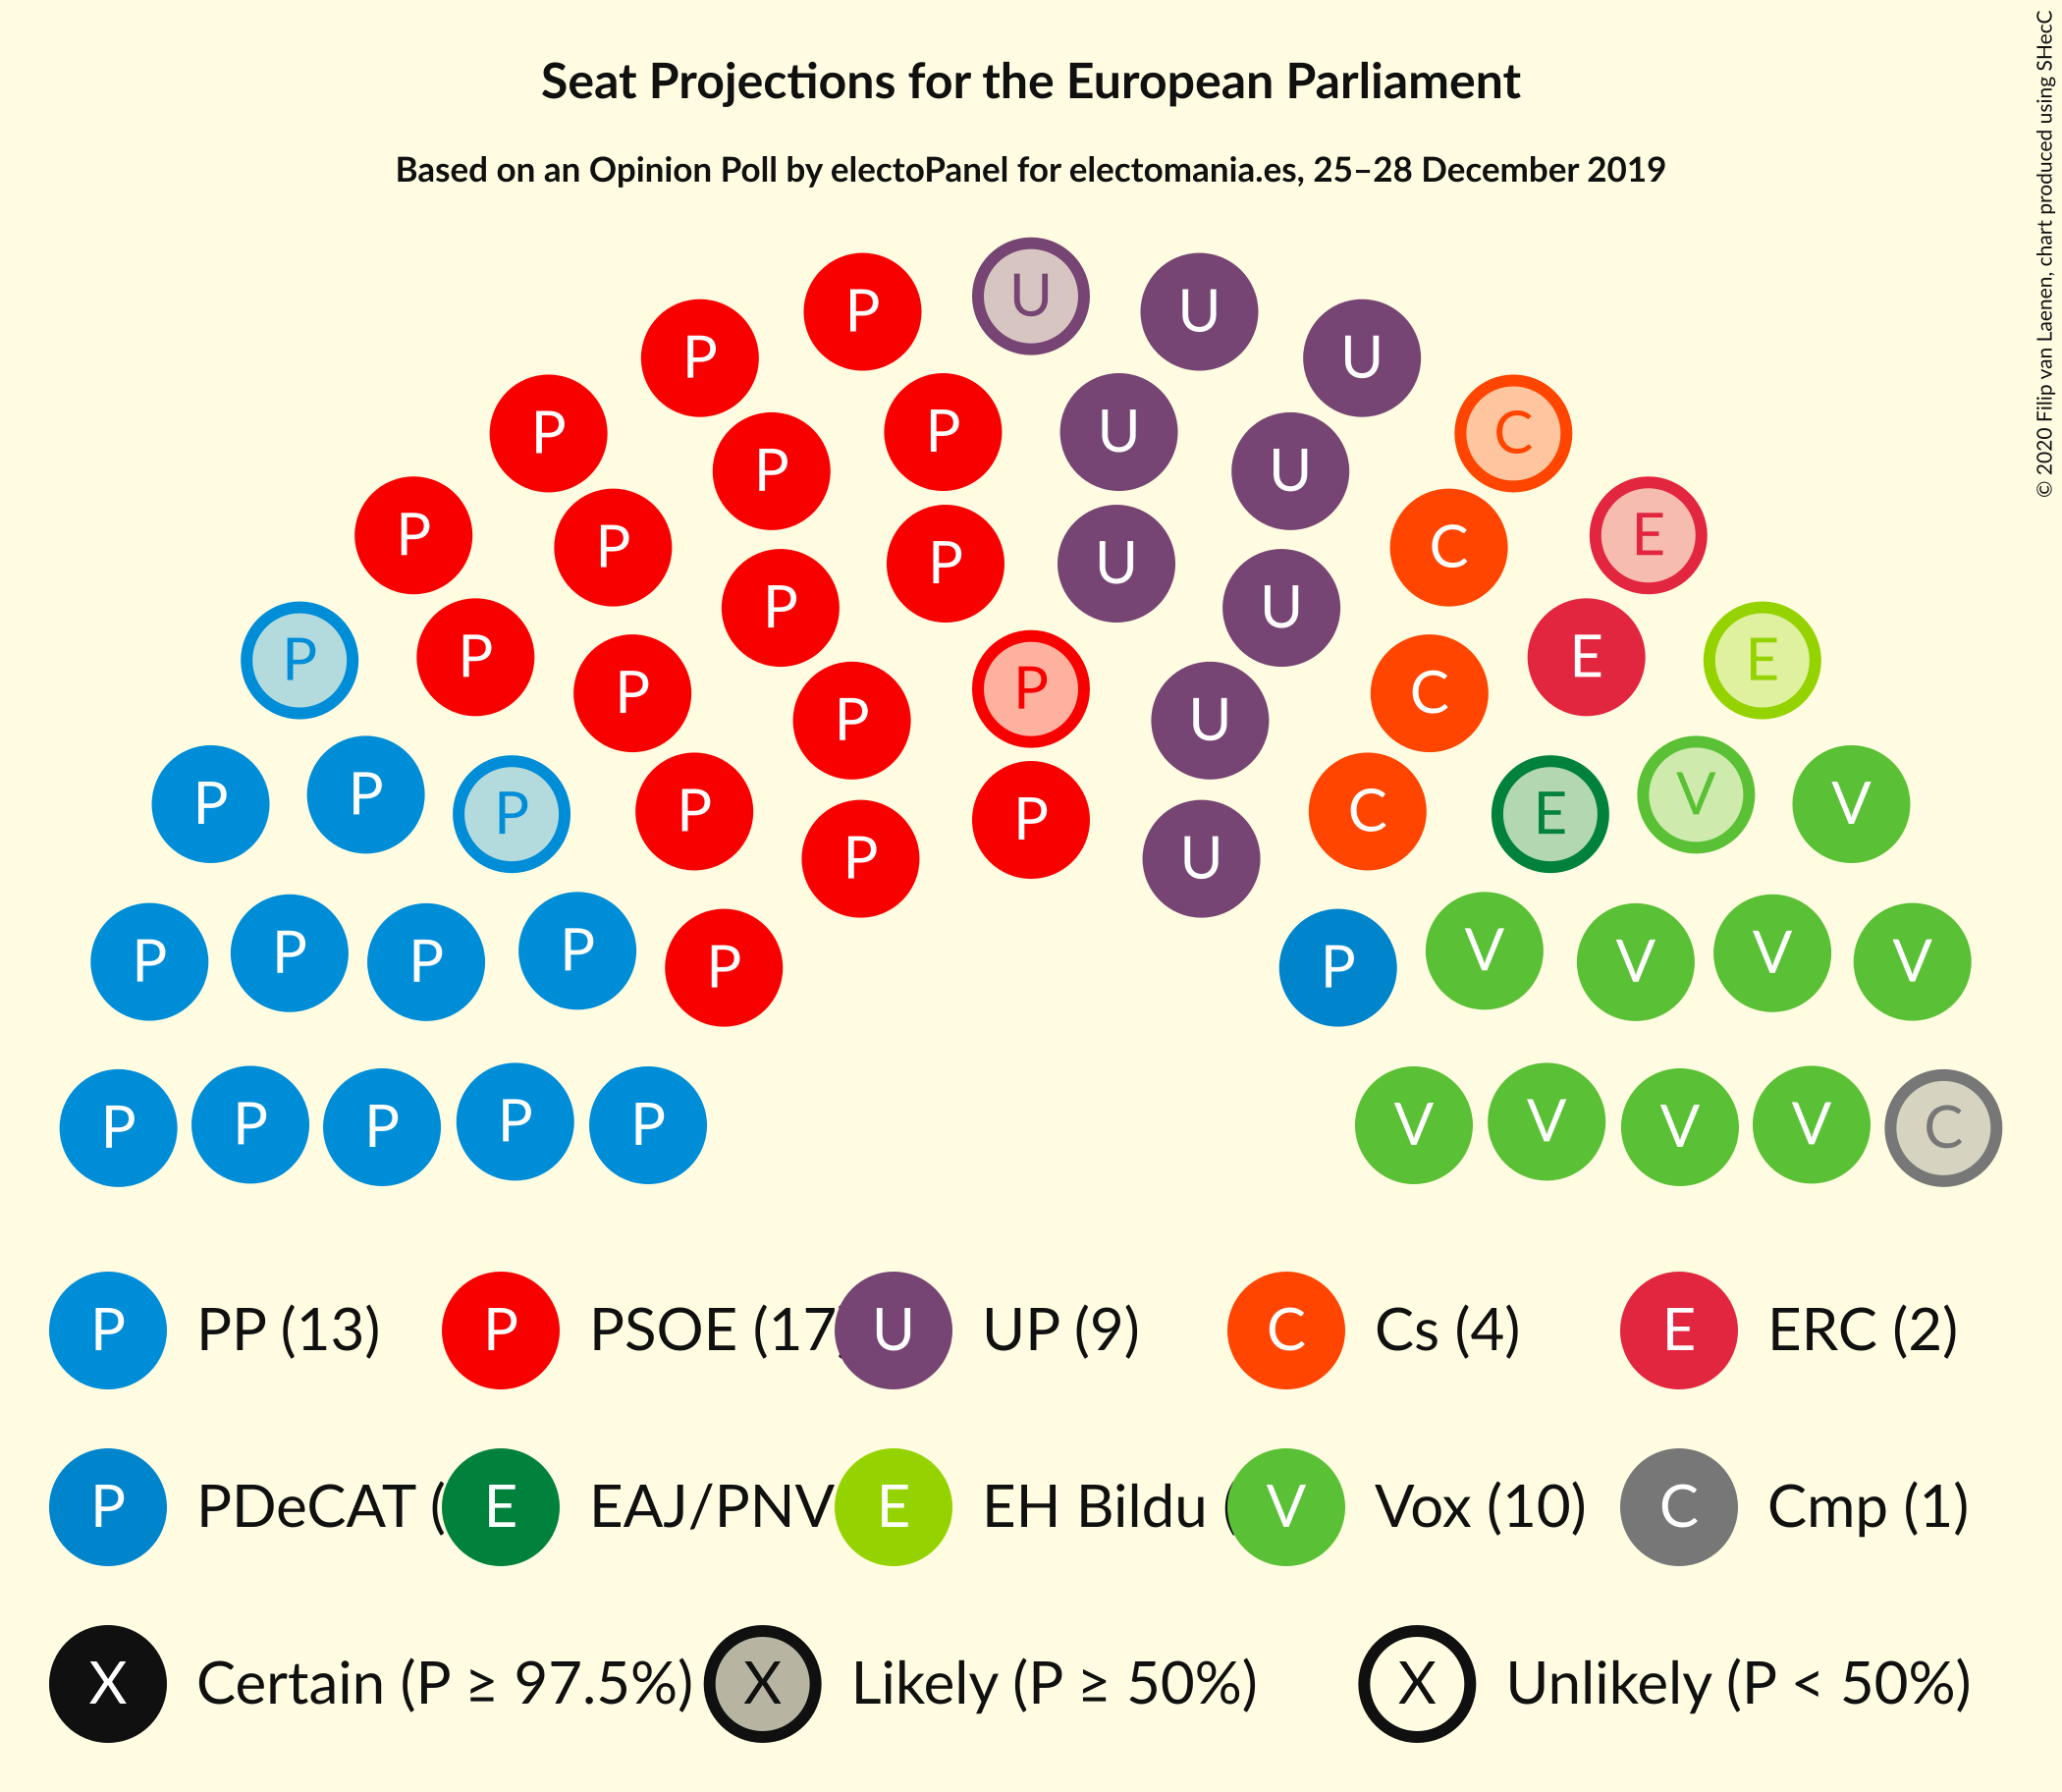 Seat Projections for the European Parliament
Based on an Opinion Poll by electoPanel for electomania.es, 25–28 December 2019
© 2020 Filip van Laenen, chart produced using SHecC
U
P U
P U
P C
P P U U
P E
P C
P U
P U
P E
P E
P C
P
P U
P V
P V
P E
P C
P
P U
P P P P P P V V V V
P P P P P V V V V C
P PP (13) P PSOE (17 U UP (9) C Cs (4) E ERC (2)
P PDeCAT ( E EAJ/PNV E EH Bildu ( V Vox (10) C Cmp (1)
X Certain (P ≥ 97.5%) X Likely (P ≥ 50%) X Unlikely (P < 50%)